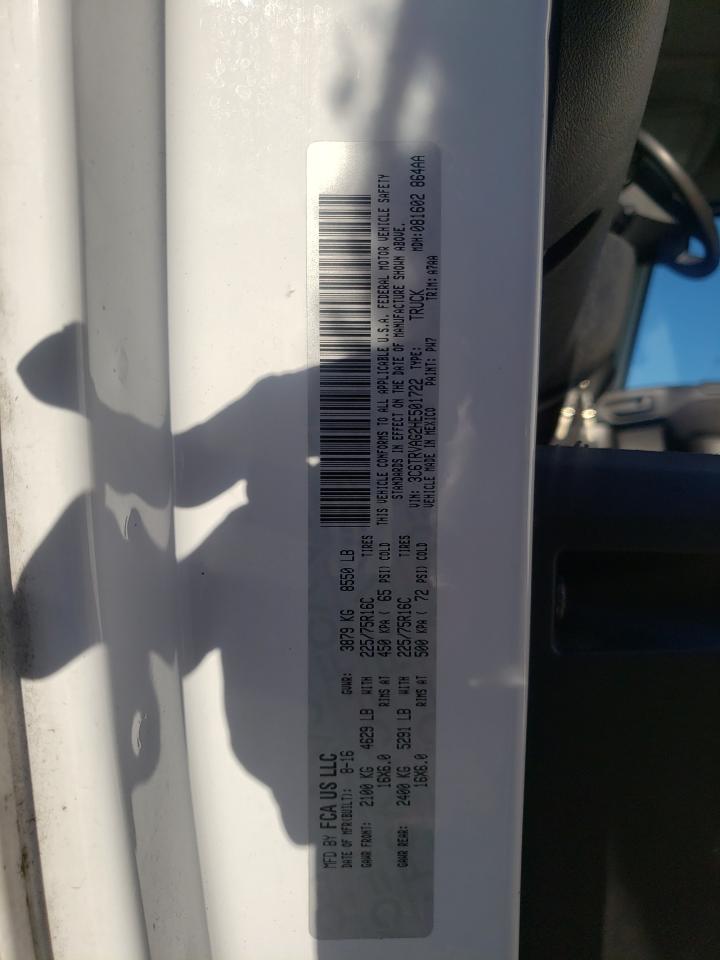 MFD BY FCA US LLC
DATE OF MFR(BUILT): 8-16 GVWR: 3879 KG 8550 LB
GAWR FRONT: 2100 KG 4629 LB WITH 225/75R16C TIRES
16X6.0 RIMS AT 450 KPA ( 65 PSI) COLD
GAWR REAR: 2400 KG 5291 LB WITH 225/75R16C TIRES
16X6.0 RIMS AT 500 KPA ( 72 PSI) COLD
THIS VEHICLE CONFORMS TO ALL APPLICABLE U.S.A. FEDERAL MOTOR VEHICLE SAFETY
STANDARDS IN EFFECT ON THE DATE OF MANUFACTURE SHOWN ABOVE.
VIN: 3C6TRVAG2HE501722 TYPE: TRUCK MDH:081602 864AA
VEHICLE MADE IN MEXICO PAINT: PW7 TRIM: A7AA